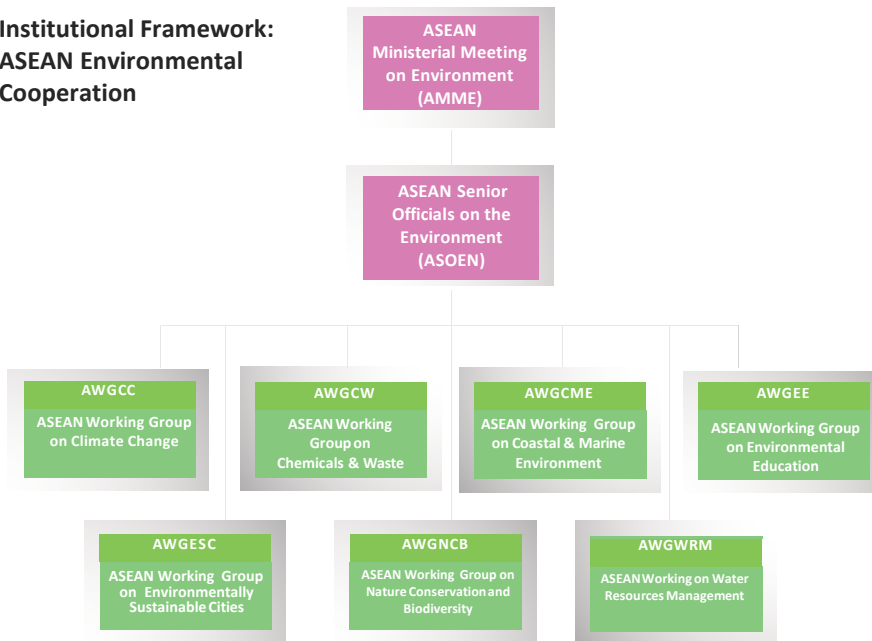 Institutional Framework:
ASEAN Environmental
Cooperation
ASEAN
Ministerial Meeting
on Environment
(AMME)
ASEAN Senior
Officials on the
Environment
(ASOEN)
AWGCC
ASEAN Working Group
on Climate Change
AWGCW
ASEAN Working
Group on
Chemicals & Waste
AWGCME
ASEAN Working Group
on Coastal & Marine
Environment
AWGEE
ASEAN Working Group
on Environmental
Education
AWGESC
ASEAN Working Group
on Environmentally
Sustainable Cities
AWGNCB
ASEAN Working Group on
Nature Conservation and
Biodiversity
AWGWRM
ASEAN Working on Water
Resources Management